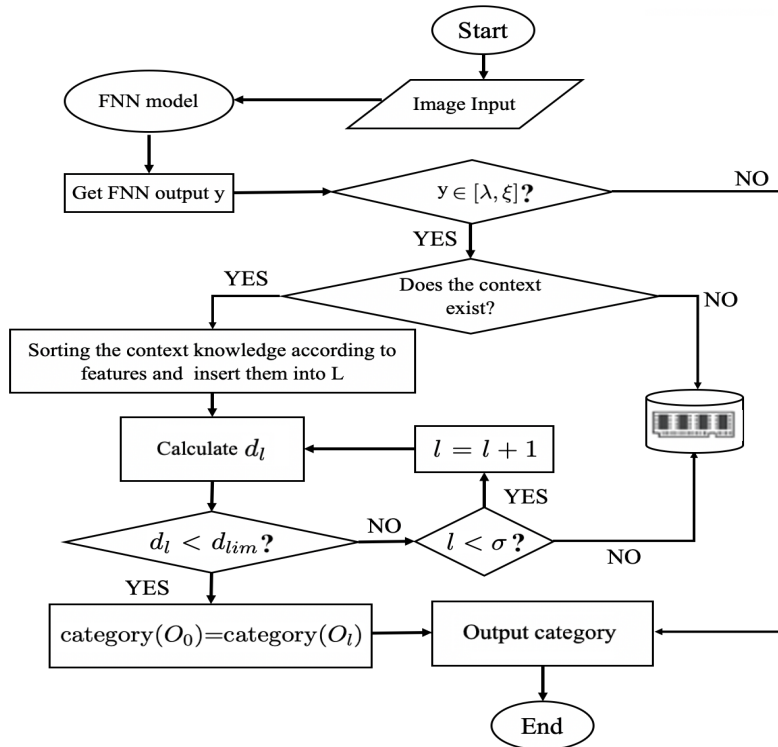 Start
Image Input
FNN model
Get FNN output y
y ∈ [λ, ξ]?
NO
YES
Does the context
exist?
YES
NO
Sorting the context knowledge according to
features and insert them into L
Calculate d_l
l = l + 1
YES
d_l < d_lim?
NO
l < σ?
NO
YES
category(O_0)=category(O_l)
Output category
End